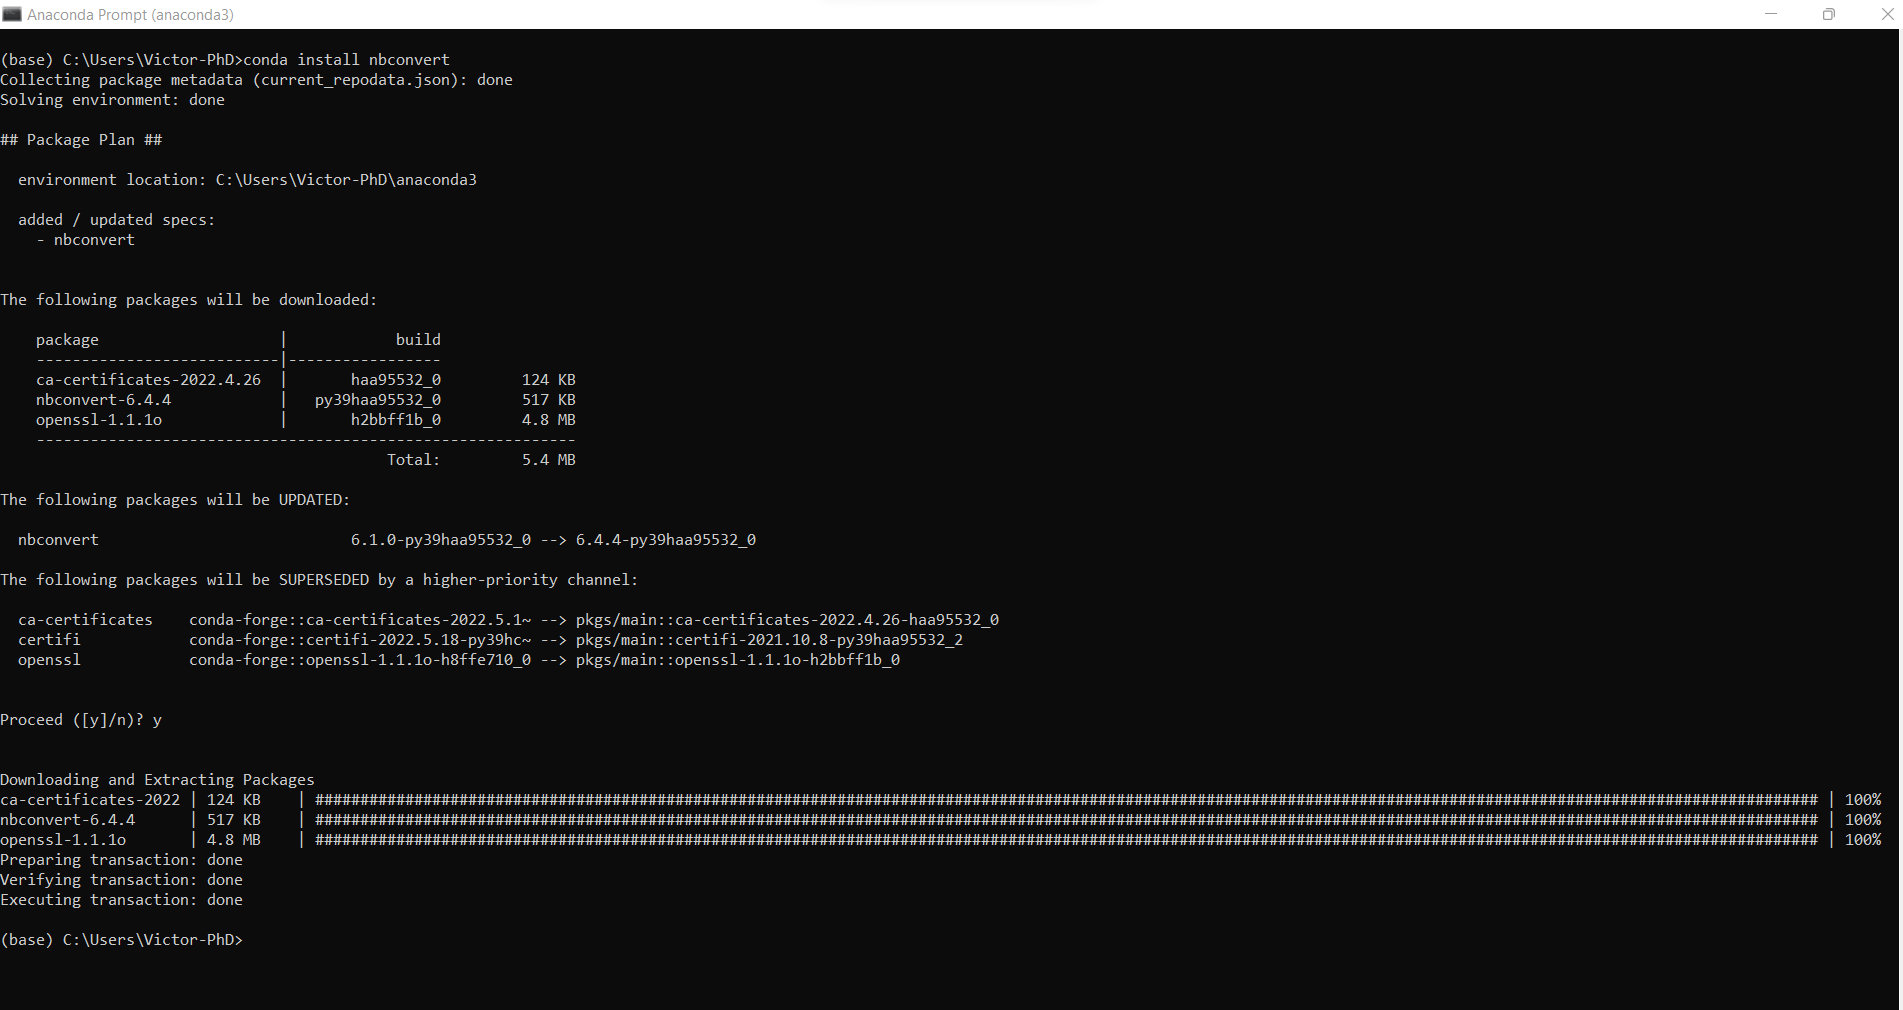 Anaconda Prompt (anaconda3)
(base) C:\Users\Victor-PhD>conda install nbconvert
Collecting package metadata (current_repodata.json): done
Solving environment: done
## Package Plan ##
environment location: C:\Users\Victor-PhD\anaconda3
added / updated specs:
- nbconvert
The following packages will be downloaded:
package | build
---------------------------|-----------------
ca-certificates-2022.4.26 | haa95532_0 124 KB
nbconvert-6.4.4 | py39haa95532_0 517 KB
openssl-1.1.1o | h2bbff1b_0 4.8 MB
------------------------------------------------------------
Total: 5.4 MB
The following packages will be UPDATED:
nbconvert 6.1.0-py39haa95532_0 --> 6.4.4-py39haa95532_0
The following packages will be SUPERSEDED by a higher-priority channel:
ca-certificates conda-forge::ca-certificates-2022.5.1~ --> pkgs/main::ca-certificates-2022.4.26-haa95532_0
certifi conda-forge::certifi-2022.5.18-py39hc~ --> pkgs/main::certifi-2021.10.8-py39haa95532_2
openssl conda-forge::openssl-1.1.1o-h8ffe710_0 --> pkgs/main::openssl-1.1.1o-h2bbff1b_0
Proceed ([y]/n)? y
Downloading and Extracting Packages
ca-certificates-2022 | 124 KB | ####################################################################################################################################################################### | 100%
nbconvert-6.4.4 | 517 KB | ####################################################################################################################################################################### | 100%
openssl-1.1.1o | 4.8 MB | ####################################################################################################################################################################### | 100%
Preparing transaction: done
Verifying transaction: done
Executing transaction: done
(base) C:\Users\Victor-PhD>